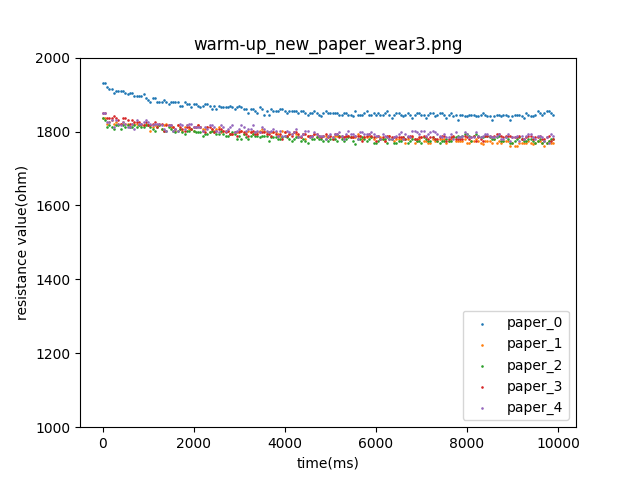 warm-up_new_paper_wear3.png
2000
1800
1600
1400
1200
1000
resistance value(ohm)
0 2000 4000 6000 8000 10000
time(ms)
paper_0
paper_1
paper_2
paper_3
paper_4